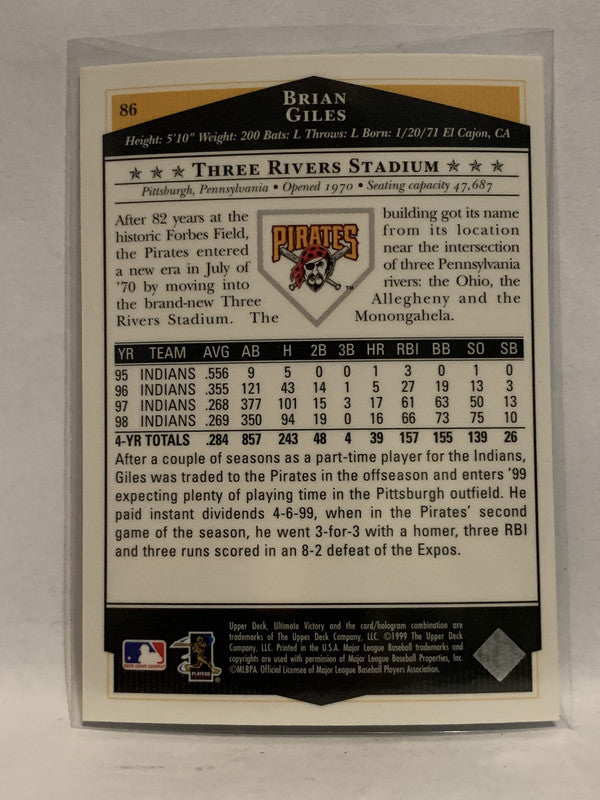 86
BRIAN
GILES
Height: 5'10" Weight: 200 Bats: L Throws: L Born: 1/20/71 El Cajon, CA
★ ★ ★ THREE RIVERS STADIUM ★ ★ ★
Pittsburgh, Pennsylvania • Opened 1970 • Seating capacity 47,687
After 82 years at the
historic Forbes Field,
the Pirates entered
a new era in July of
'70 by moving into
the brand-new Three
Rivers Stadium. The
PIRATES
TM
building got its name
from its location
near the intersection
of three Pennsylvania
rivers: the Ohio, the
Allegheny and the
Monongahela.
YR TEAM AVG AB H 2B 3B HR RBI BB SO SB
95 INDIANS .556 9 5 0 0 1 3 0 1 0
96 INDIANS .355 121 43 14 1 5 27 19 13 3
97 INDIANS .268 377 101 15 3 17 61 63 50 13
98 INDIANS .269 350 94 19 0 16 66 73 75 10
4-YR TOTALS .284 857 243 48 4 39 157 155 139 26
After a couple of seasons as a part-time player for the Indians,
Giles was traded to the Pirates in the offseason and enters '99
expecting plenty of playing time in the Pittsburgh outfield. He
paid instant dividends 4-6-99, when in the Pirates' second
game of the season, he went 3-for-3 with a homer, three RBI
and three runs scored in an 8-2 defeat of the Expos.
Upper Deck, Ultimate Victory and the card/hologram combination are
trademarks of The Upper Deck Company, LLC. ©1999 The Upper Deck
Company, LLC. Printed in the U.S.A. Major League Baseball trademarks and
copyrights are used with permission of Major League Baseball Properties, Inc.
©MLBPA. Official Licensee of Major League Baseball Players Association.
PLAYERS